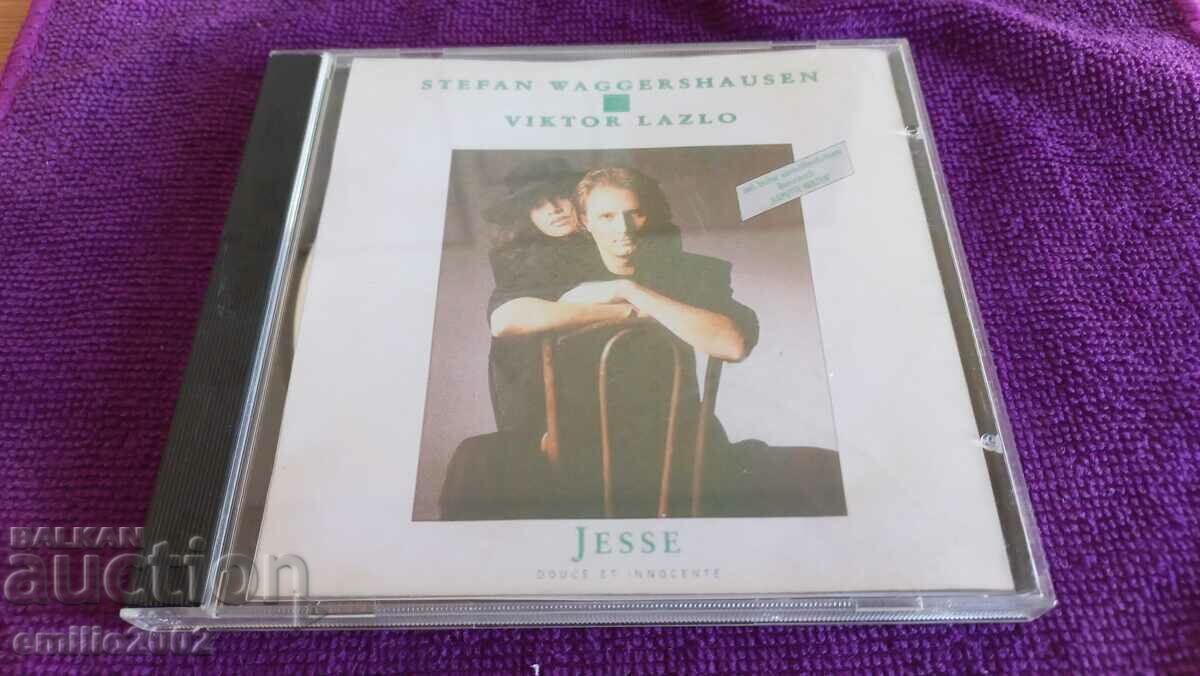 STEFAN WAGGERSHAUSEN
VIKTOR LAZLO
JESSE
DOUCE ET INNOCENTE
BALKAN
auction
emilio2002